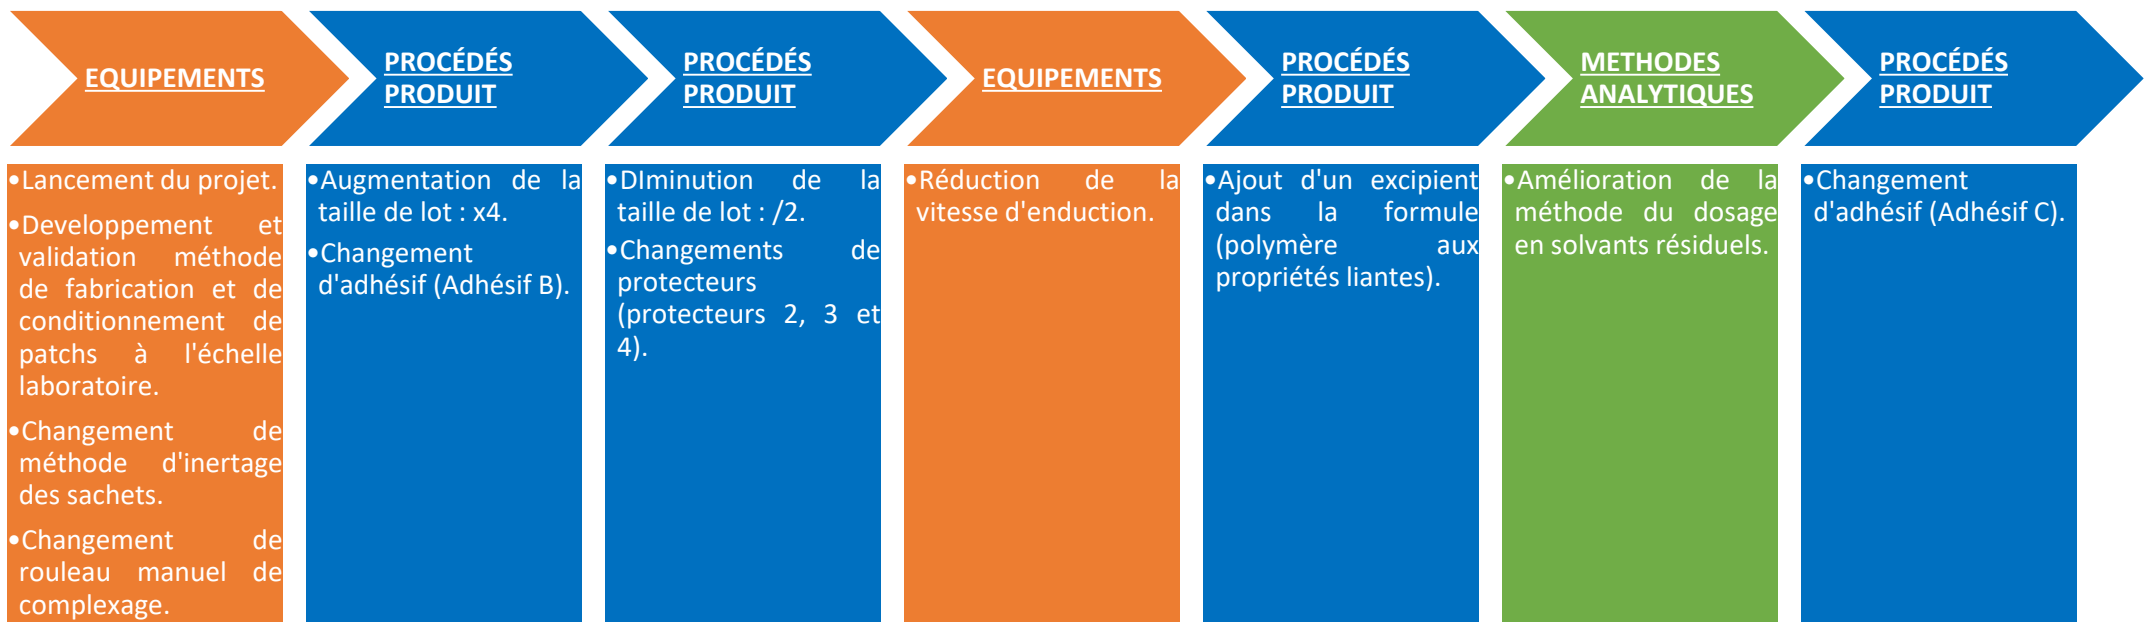 EQUIPEMENTS
•Lancement du projet.
•Developpement et
validation méthode
de fabrication et de
conditionnement de
patchs à l'échelle
laboratoire.
•Changement de
méthode d'inertage
des sachets.
•Changement de
rouleau manuel de
complexage.
PROCÉDÉS
PRODUIT
•Augmentation de la
taille de lot : x4.
•Changement
d'adhésif (Adhésif B).
PROCÉDÉS
PRODUIT
•DIminution de la
taille de lot : /2.
•Changements de
protecteurs
(protecteurs 2, 3 et
4).
EQUIPEMENTS
•Réduction de la
vitesse d'enduction.
PROCÉDÉS
PRODUIT
•Ajout d'un excipient
dans la formule
(polymère aux
propriétés liantes).
METHODES
ANALYTIQUES
•Amélioration de la
méthode du dosage
en solvants résiduels.
PROCÉDÉS
PRODUIT
•Changement
d'adhésif (Adhésif C).